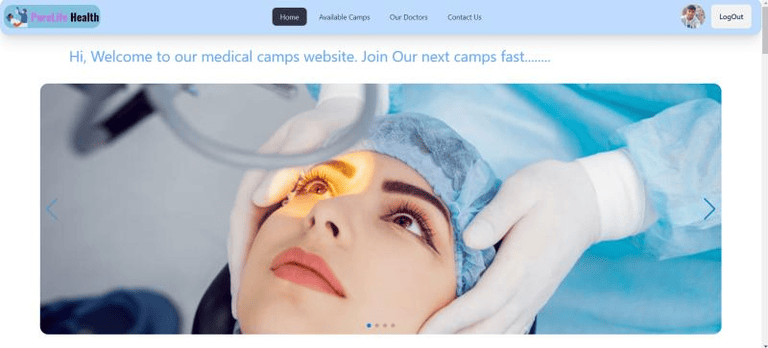 PureLife Health
Home
Available Camps
Our Doctors
Contact Us
LogOut
Hi, Welcome to our medical camps website. Join Our next camps fast........